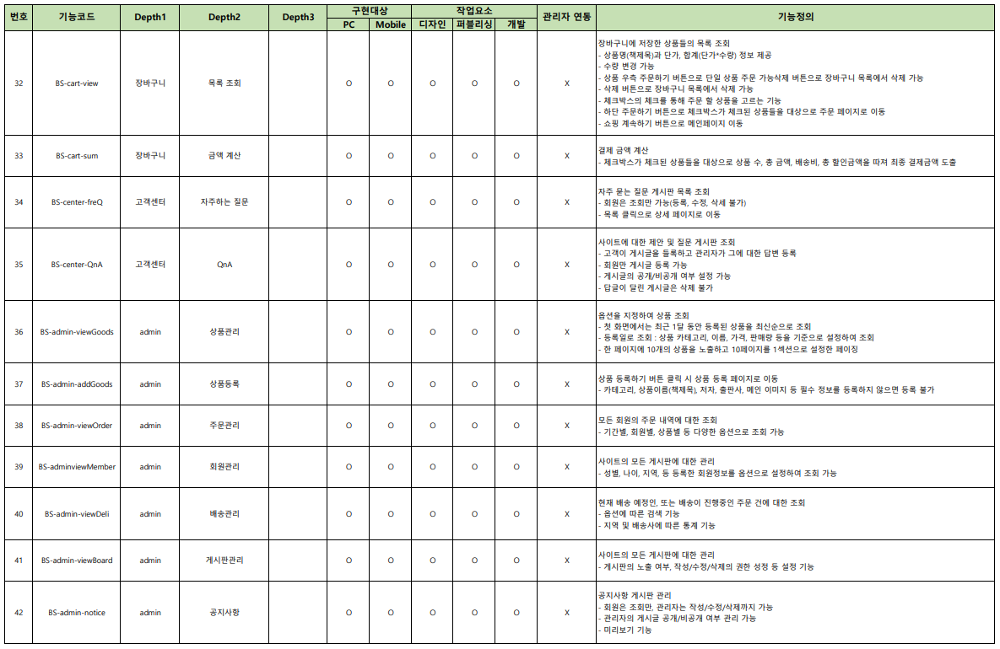 번호 기능코드 Depth1 Depth2 Depth3 구현대상 작업요소 관리자 연동 기능정의
PC Mobile 디자인 퍼블리싱 개발
32 BS-cart-view 장바구니 목록 조회 O O O O O X
장바구니에 저장한 상품들의 목록 조회
- 상품명(책제목)과 단가, 합계(단가*수량) 정보 제공
- 수량 변경 가능
- 상품 우측 주문하기 버튼으로 단일 상품 주문 가능삭제 버튼으로 장바구니 목록에서 삭제 가능
- 삭제 버튼으로 장바구니 목록에서 삭제 가능
- 체크박스의 체크를 통해 주문 할 상품을 고르는 기능
- 하단 주문하기 버튼으로 체크박스가 체크된 상품들을 대상으로 주문 페이지로 이동
- 쇼핑 계속하기 버튼으로 메인페이지 이동
33 BS-cart-sum 장바구니 금액 계산 O O O O O X
결제 금액 계산
- 체크박스가 체크된 상품들을 대상으로 상품 수, 총 금액, 배송비, 총 할인금액을 따져 최종 결제금액 도출
34 BS-center-freQ 고객센터 자주하는 질문 O O O O O X
자주 묻는 질문 게시판 목록 조회
- 회원은 조회만 가능(등록, 수정, 삭세 불가)
- 목록 클릭으로 상세 페이지로 이동
35 BS-center-QnA 고객센터 QnA O O O O O X
사이트에 대한 제안 및 질문 게시판 조회
- 고객이 게시글을 등록하고 관리자가 그에 대한 답변 등록
- 회원만 게시글 등록 가능
- 게시글의 공개/비공개 여부 설정 가능
- 답글이 달린 게시글은 삭제 불가
36 BS-admin-viewGoods admin 상품관리 O O O O O X
옵션을 지정하여 상품 조회
- 첫 화면에서는 최근 1달 동안 등록된 상품을 최신순으로 조회
- 등록일로 조회 : 상품 카테고리, 이름, 가격, 판매량 등을 기준으로 설정하여 조회
- 한 페이지에 10개의 상품을 노출하고 10페이지를 1섹션으로 설정한 페이징
37 BS-admin-addGoods admin 상품등록 O O O O O X
상품 등록하기 버튼 클릭 시 상품 등록 페이지로 이동
- 카테고리, 상품이름(책제목), 저자, 출판사, 메인 이미지 등 필수 정보를 등록하지 않으면 등록 불가
38 BS-admin-viewOrder admin 주문관리 O O O O O X
모든 회원의 주문 내역에 대한 조회
- 기간별, 회원별, 상품별 등 다양한 옵션으로 조회 가능
39 BS-adminviewMember admin 회원관리 O O O O O X
사이트의 모든 게시판에 대한 관리
- 성별, 나이, 지역, 등 등록한 회원정보를 옵션으로 설정하여 조회 가능
40 BS-admin-viewDeli admin 배송관리 O O O O O X
현재 배송 예정인, 또는 배송이 진행중인 주문 건에 대한 조회
- 옵션에 따른 검색 기능
- 지역 및 배송사에 따른 통계 기능
41 BS-admin-viewBoard admin 게시판관리 O O O O O X
사이트의 모든 게시판에 대한 관리
- 게시판의 노출 여부, 작성/수정/삭제의 권한 성정 등 설정 기능
42 BS-admin-notice admin 공지사항 O O O O O X
공지사항 게시판 관리
- 회원은 조회만, 관리자는 작성/수정/삭제까지 가능
- 관리자의 게시글 공개/비공개 여부 관리 가능
- 미리보기 기능